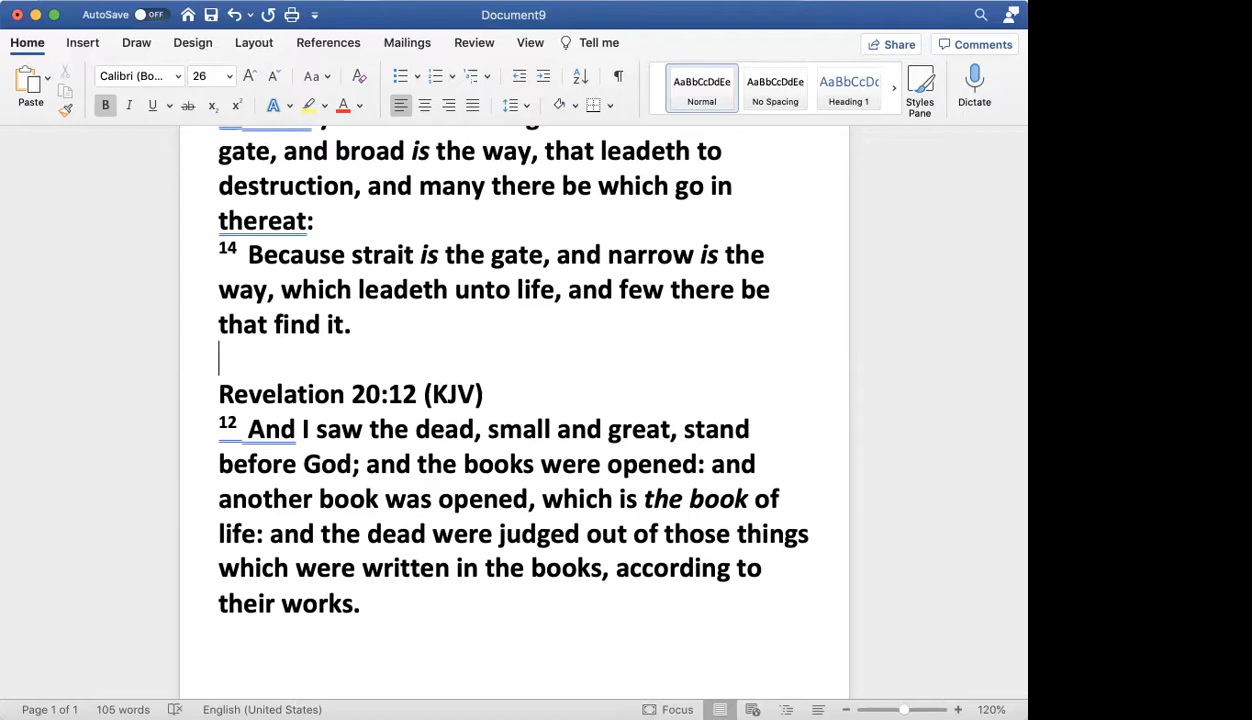 AutoSave OFF Document9
Home Insert Draw Design Layout References Mailings Review View Tell me Share Comments
Paste Calibri (Bo... 26 A A Aa AaBbCcDdEe AaBbCcDdEe AaBbCcDc Styles Pane Dictate
B I U ab x₂ x² A A Normal No Spacing Heading 1
gate, and broad is the way, that leadeth to
destruction, and many there be which go in
thereat:
14 Because strait is the gate, and narrow is the
way, which leadeth unto life, and few there be
that find it.
Revelation 20:12 (KJV)
12 And I saw the dead, small and great, stand
before God; and the books were opened: and
another book was opened, which is the book of
life: and the dead were judged out of those things
which were written in the books, according to
their works.
Page 1 of 1 105 words English (United States) Focus 120%